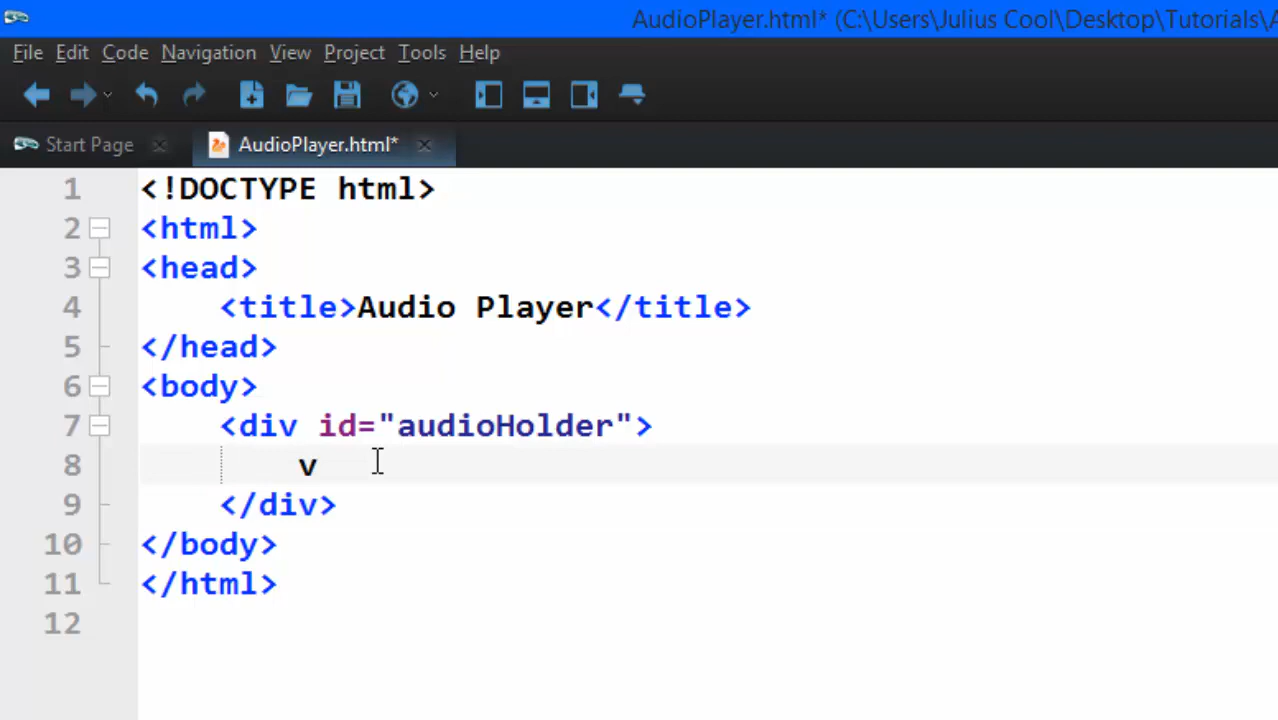 AudioPlayer.html* (C:\Users\Julius Cool\Desktop\Tutorials\
File Edit Code Navigation View Project Tools Help
Start Page AudioPlayer.html*
1 <!DOCTYPE html>
2 <html>
3 <head>
4 <title>Audio Player</title>
5 </head>
6 <body>
7 <div id="audioHolder">
8 v
9 </div>
10 </body>
11 </html>
12